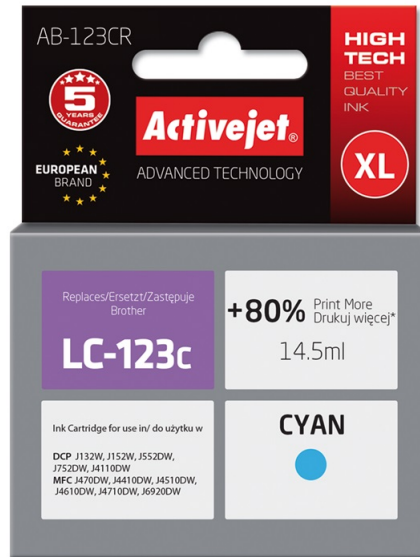 AB-123CR
HIGH
TECH
BEST
QUALITY
INK
5
YEARS
GUARANTEE
Activejet®
EUROPEAN
BRAND
ADVANCED TECHNOLOGY
XL
Replaces/Ersetzt/Zastępuje
Brother
LC-123c
+80% Print More
Drukuj więcej*
14.5ml
Ink Cartridge for use in/ do użytku w
DCP J132W, J152W, J552DW,
J752DW, J4110DW
MFC J470DW, J4410DW, J4510DW,
J4610DW, J4710DW, J6920DW
CYAN